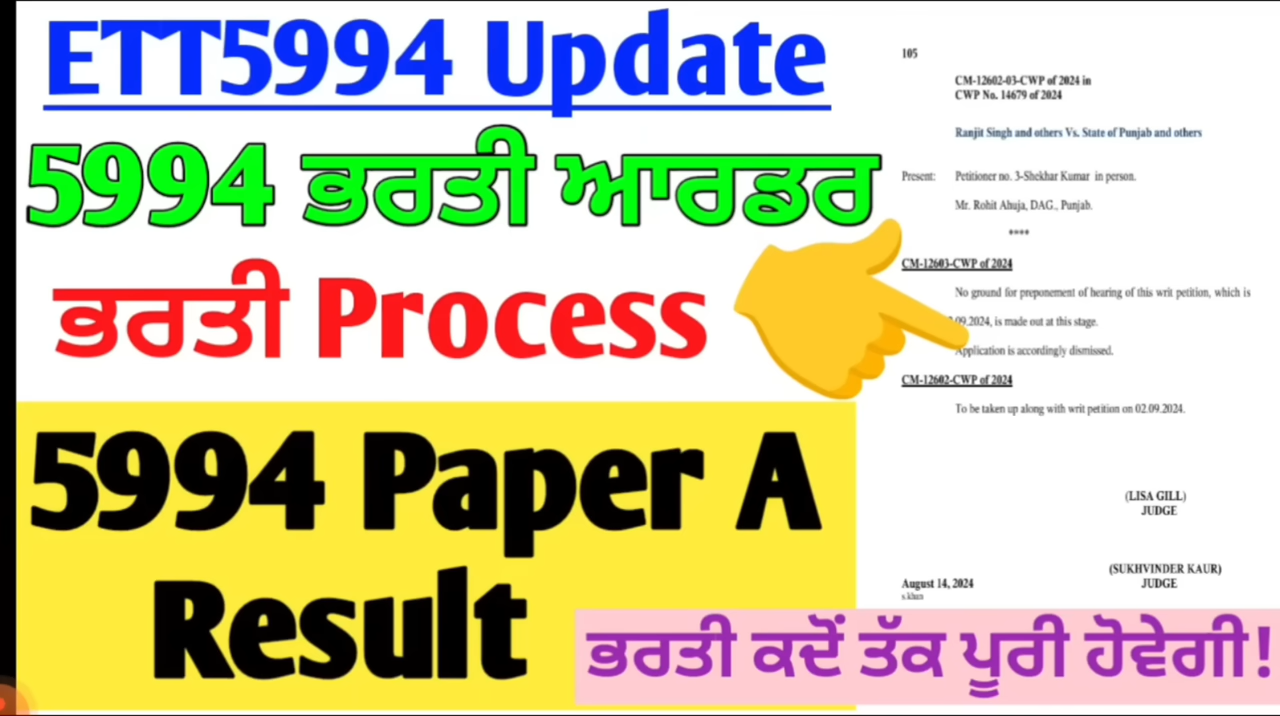 ETT5994 Update
5994 ਭਰਤੀ ਆਰਡਰ
ਭਰਤੀ Process
5994 Paper A
Result
105
CM-12602-03-CWP of 2024 in
CWP No. 14679 of 2024
Ranjit Singh and others Vs. State of Punjab and others
Present: Petitioner no. 3-Shekhar Kumar in person.
Mr. Rohit Ahuja, DAG., Punjab.
****
CM-12603-CWP of 2024
No ground for preponement of hearing of this writ petition, which is
.09.2024, is made out at this stage.
Application is accordingly dismissed.
CM-12602-CWP of 2024
To be taken up along with writ petition on 02.09.2024.
(LISA GILL)
JUDGE
(SUKHVINDER KAUR)
August 14, 2024 JUDGE
s.khan
ਭਰਤੀ ਕਦੋਂ ਤੱਕ ਪੂਰੀ ਹੋਵੇਗੀ!